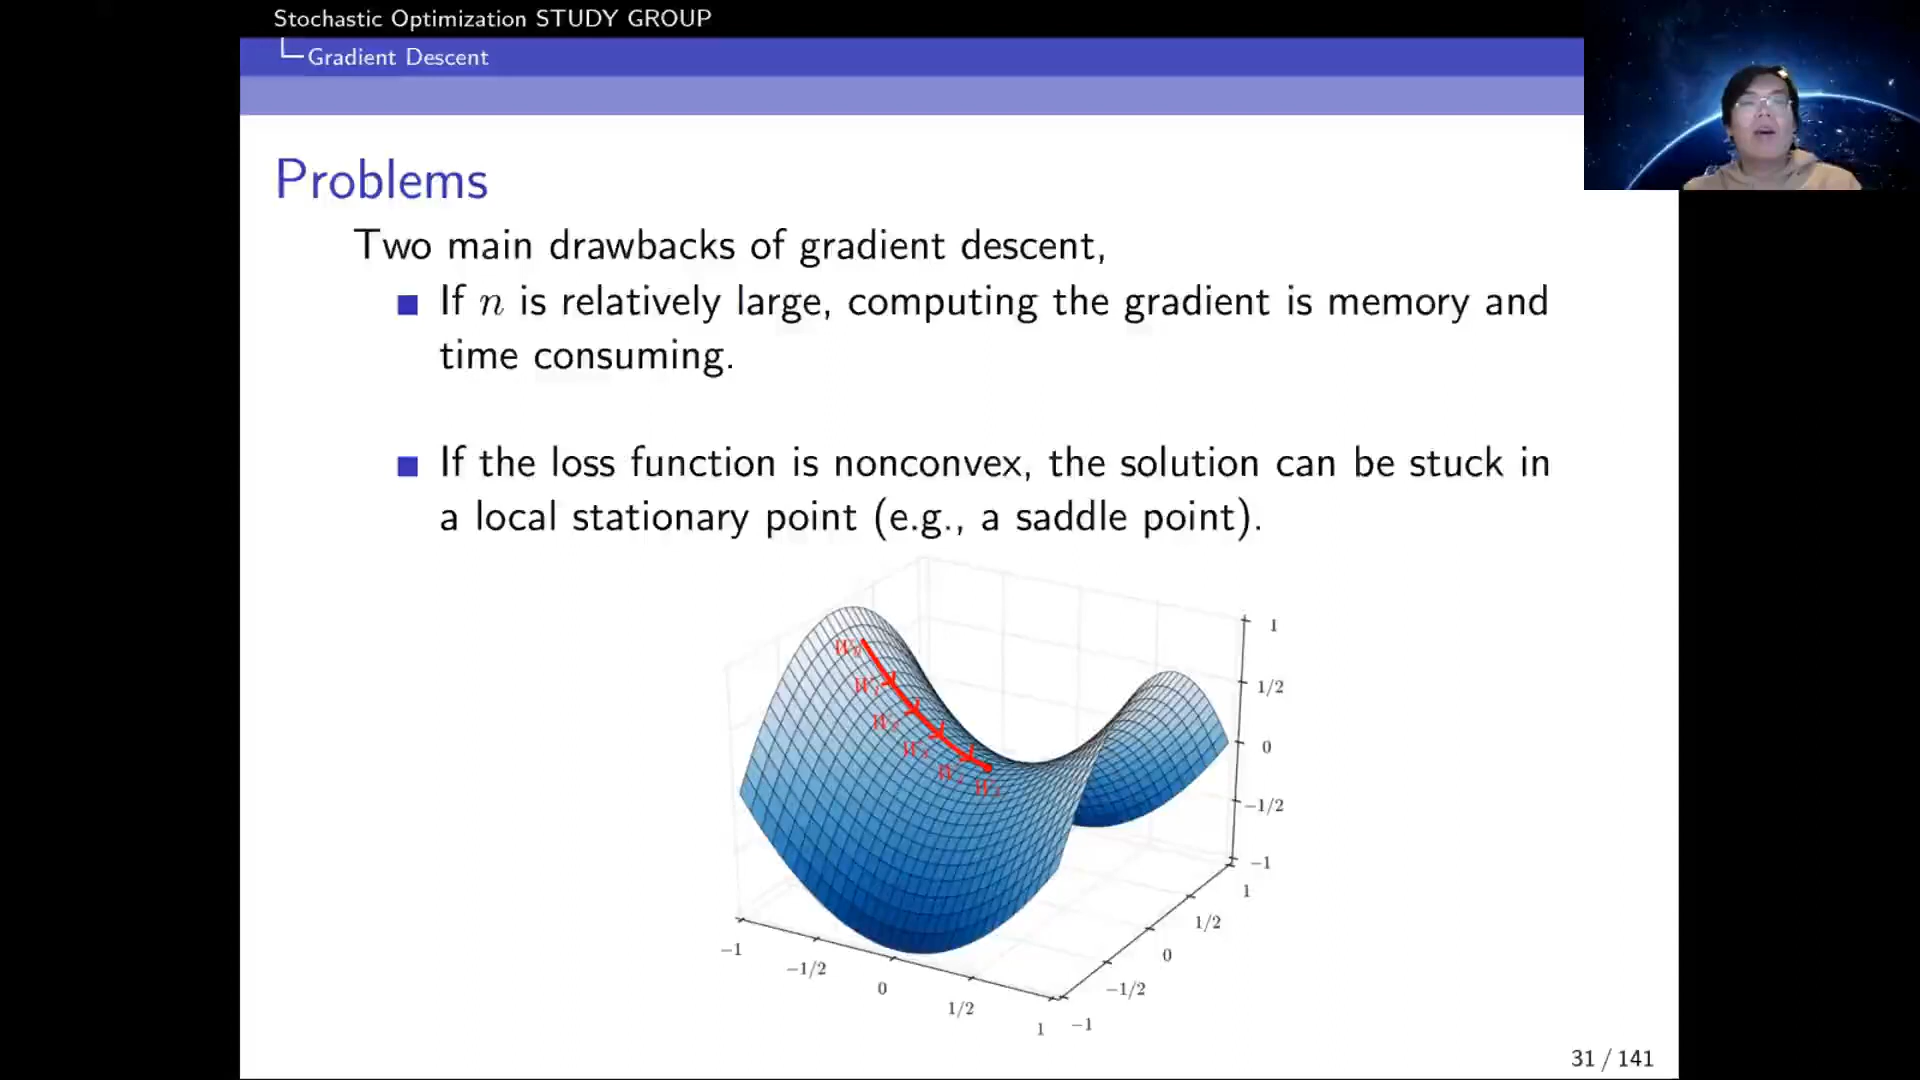 Stochastic Optimization STUDY GROUP
Gradient Descent
Problems
Two main drawbacks of gradient descent,
If n is relatively large, computing the gradient is memory and
time consuming.
If the loss function is nonconvex, the solution can be stuck in
a local stationary point (e.g., a saddle point).
1
1/2
0
−1/2
−1
1
1/2
0
−1/2
−1
−1
−1/2
0
1/2
1
31 / 141